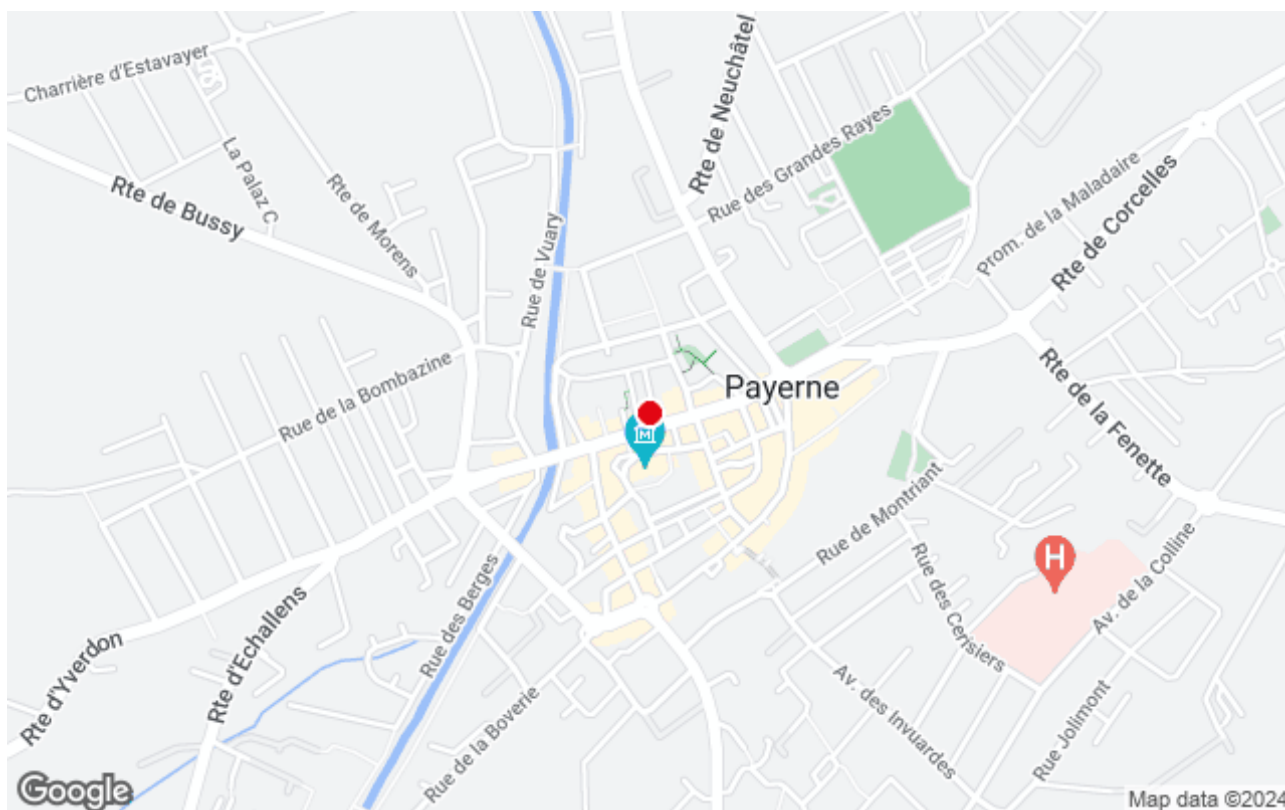 Charrière d'Estavayer
La Palaz C
Rte de Bussy
Rte de Morens
Rue de Vuary
Rte de Neuchâtel
Rue des Grandes Rayes
Prom. de la Maladaire
Rte de Corcelles
Rue de la Bombazine
Payerne
M
Rte de la Fenette
Rue de Montriant
H
Rue des Cerisiers
Av. de la Colline
Rue des Berges
Rte d'Yverdon
Rte d'Echallens
Rue de la Boverie
Av. des Invuardes
Rue Jolimont
Google
Map data ©2024